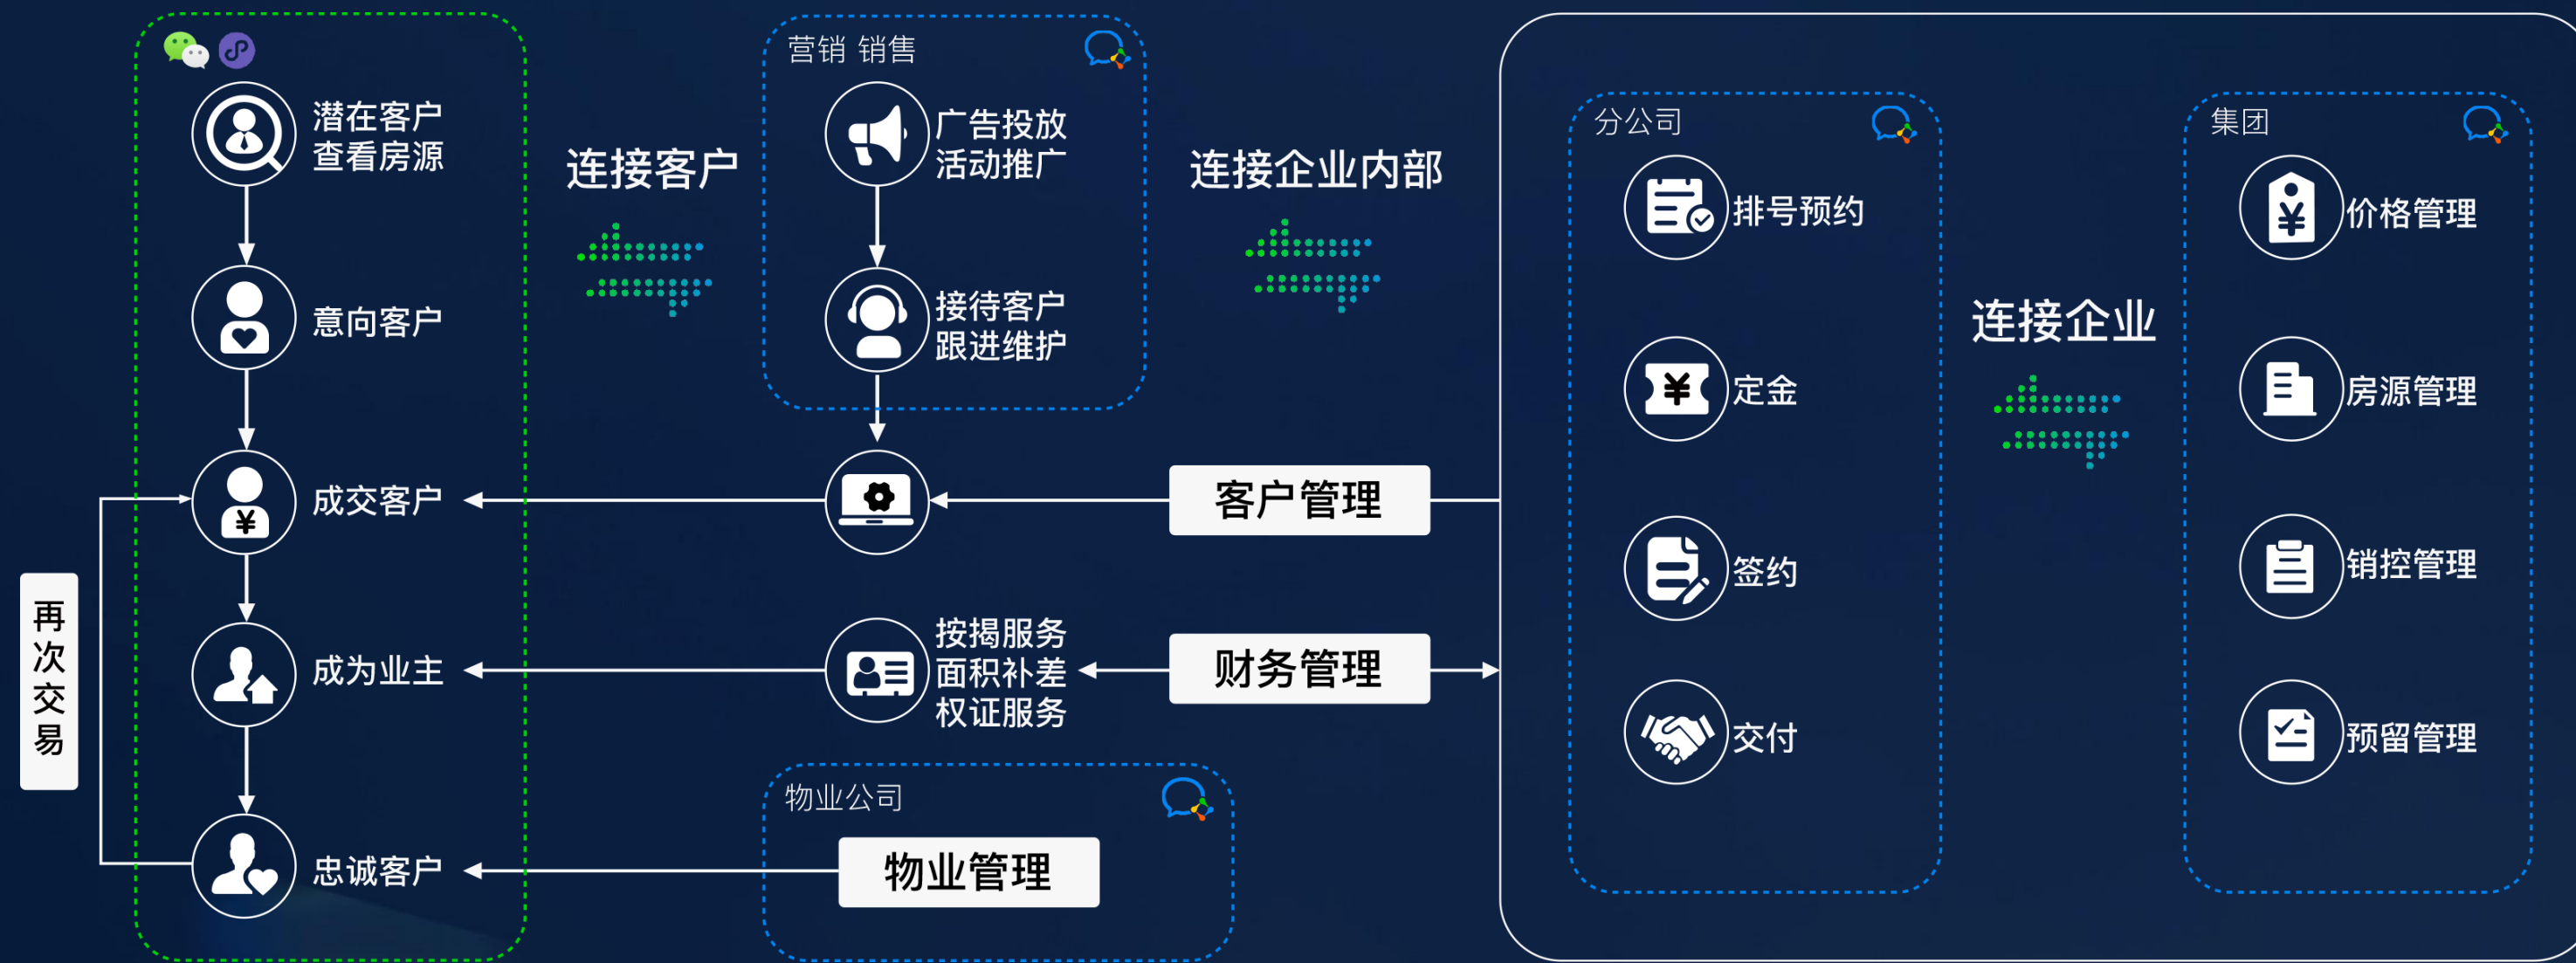 再次交易
潜在客户
查看房源
意向客户
成交客户
成为业主
忠诚客户
连接客户
营销 销售
广告投放
活动推广
接待客户
跟进维护
按揭服务
面积补差
权证服务
物业公司
物业管理
连接企业内部
客户管理
财务管理
分公司
排号预约
定金
签约
交付
连接企业
集团
价格管理
房源管理
销控管理
预留管理